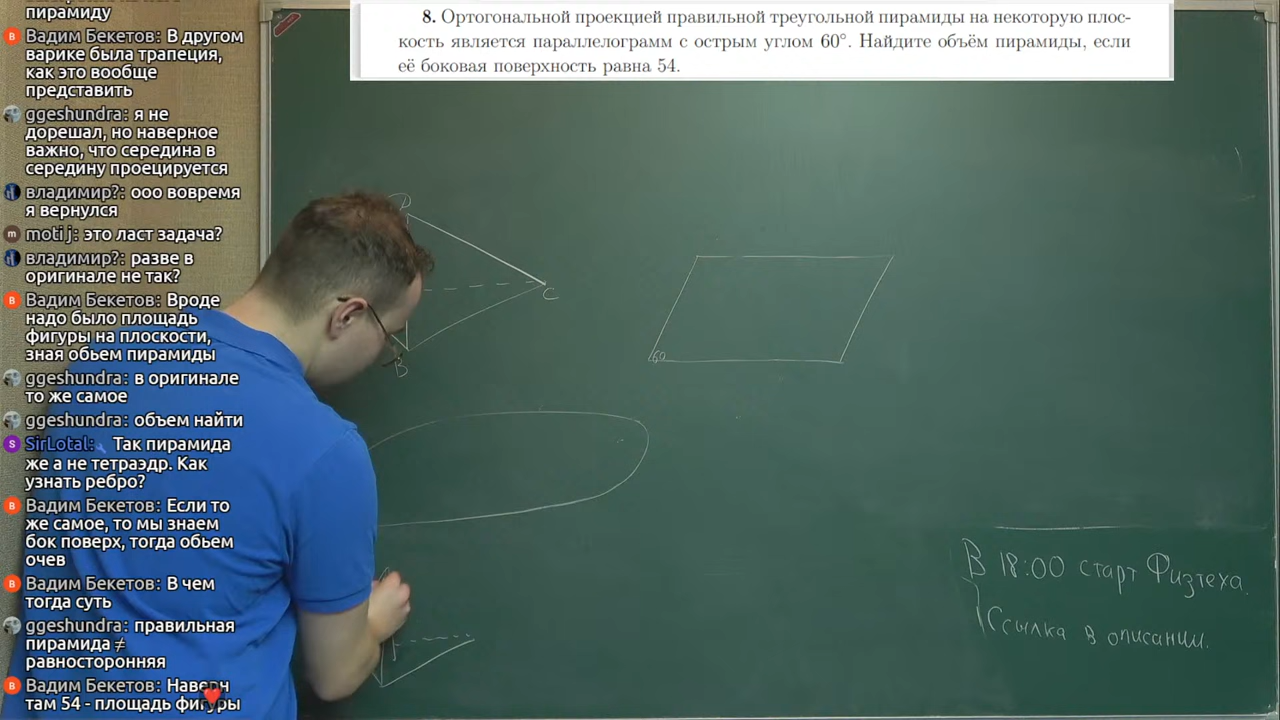 пирамиду
Вадим Бекетов: В другом
варике была трапеция,
как это вообще
представить
ggeshundra: я не
дорешал, но наверное
важно, что середина в
середину проецируется
владимир?: ооо вовремя
я вернулся
moti j: это ласт задача?
владимир?: разве в
оригинале не так?
Вадим Бекетов: Вроде
надо было площадь
фигуры на плоскости,
зная обьем пирамиды
ggeshundra: в оригинале
то же самое
ggeshundra: объем найти
SirLotal: Так пирамида
же а не тетраэдр. Как
узнать ребро?
Вадим Бекетов: Если то
же самое, то мы знаем
бок поверх, тогда обьем
очев
Вадим Бекетов: В чем
тогда суть
ggeshundra: правильная
пирамида ≠
равносторонняя
Вадим Бекетов: Наверн
там 54 - площадь фигуры
8. Ортогональной проекцией правильной треугольной пирамиды на некоторую плос-
кость является параллелограмм с острым углом 60°. Найдите объём пирамиды, если
её боковая поверхность равна 54.
D
C
B
60
В 18:00 старт Физтеха.
Ссылка в описании.